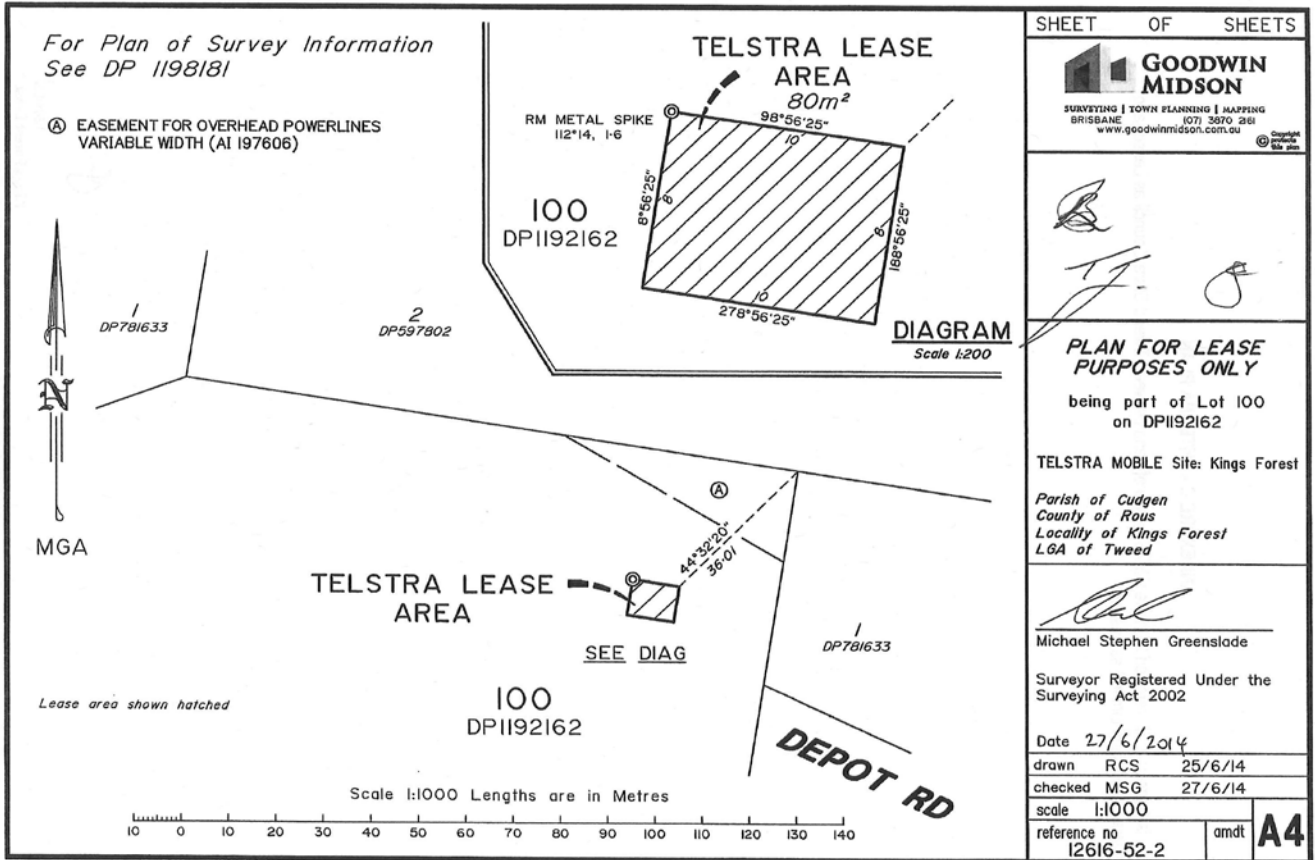 For Plan of Survey Information
See DP 1198181
Ⓐ EASEMENT FOR OVERHEAD POWERLINES
VARIABLE WIDTH (AI 197606)
TELSTRA LEASE
AREA
80m²
RM METAL SPIKE
112°14, 1·6
98°56'25"
10
8°56'25"
8
8
188°56'25"
10
278°56'25"
100
DP1192162
DIAGRAM
Scale 1:200
1
DP781633
2
DP597802
N
MGA
Ⓐ
44°32'20"
36·01
TELSTRA LEASE
AREA
SEE DIAG
1
DP781633
Lease area shown hatched
100
DP1192162
DEPOT RD
Scale 1:1000 Lengths are in Metres
10 0 10 20 30 40 50 60 70 80 90 100 110 120 130 140
SHEET OF SHEETS
GOODWIN
MIDSON
SURVEYING | TOWN PLANNING | MAPPING
BRISBANE (07) 3870 2161
www.goodwinmidson.com.au
© Copyright
protects
this plan
PLAN FOR LEASE
PURPOSES ONLY
being part of Lot 100
on DP1192162
TELSTRA MOBILE Site: Kings Forest
Parish of Cudgen
County of Rous
Locality of Kings Forest
LGA of Tweed
Michael Stephen Greenslade
Surveyor Registered Under the
Surveying Act 2002
Date 27/6/2014
drawn RCS 25/6/14
checked MSG 27/6/14
scale 1:1000
reference no amdt
12616-52-2
A4